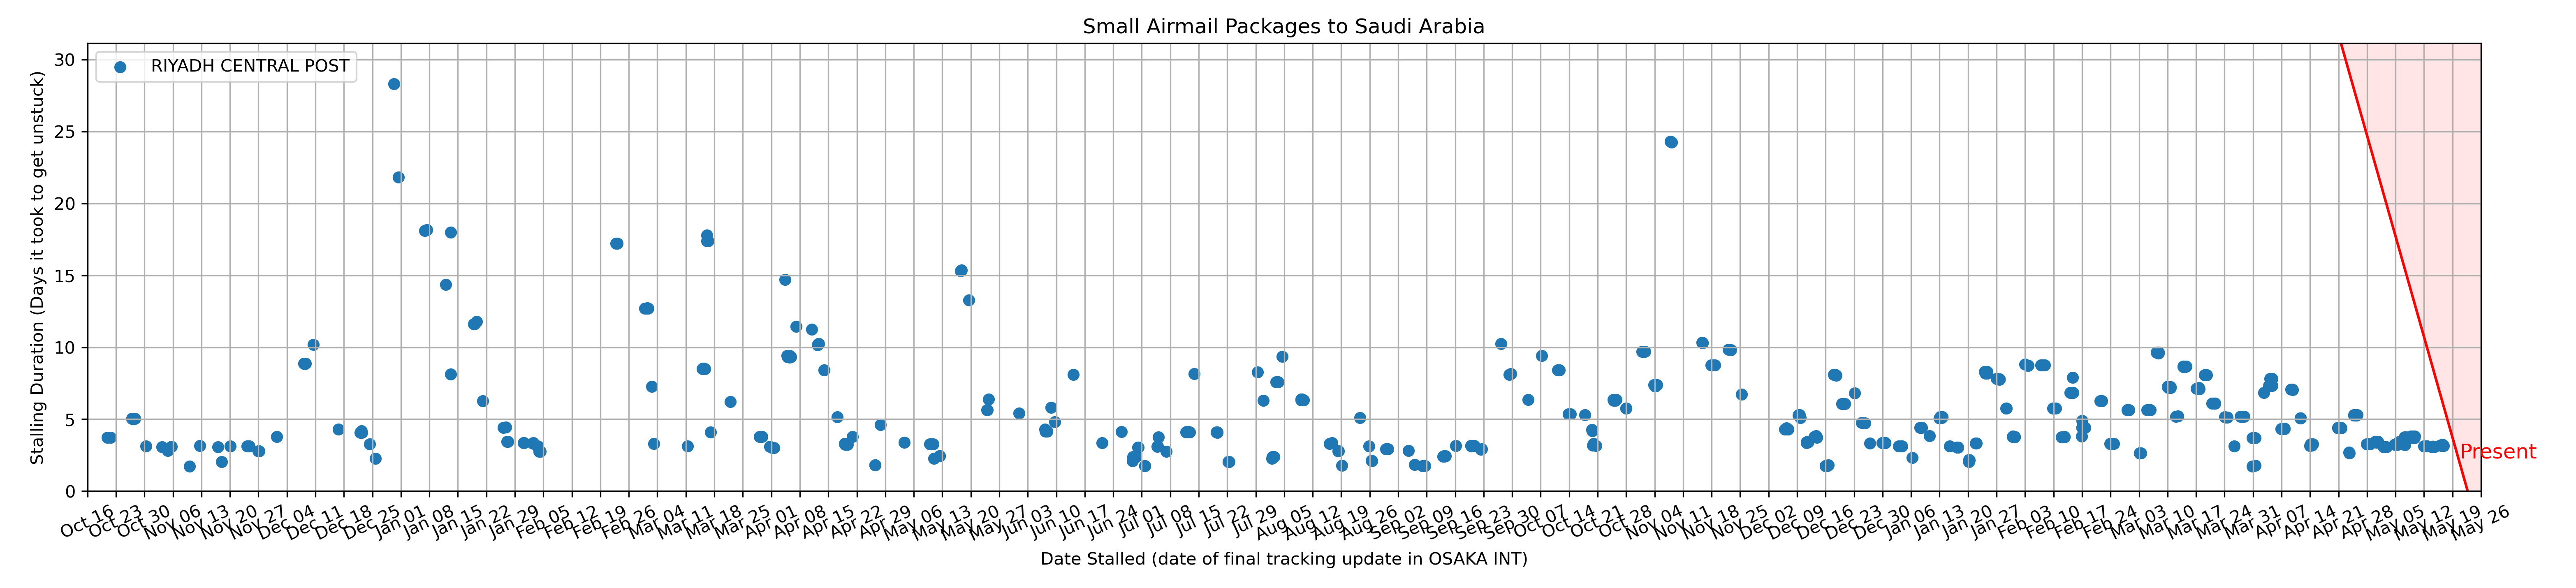 Small Airmail Packages to Saudi Arabia
RIYADH CENTRAL POST
Stalling Duration (Days it took to get unstuck)
30
25
20
15
10
5
0
Present
Oct 16
Oct 23
Oct 30
Nov 06
Nov 13
Nov 20
Nov 27
Dec 04
Dec 11
Dec 18
Dec 25
Jan 01
Jan 08
Jan 15
Jan 22
Jan 29
Feb 05
Feb 12
Feb 19
Feb 26
Mar 04
Mar 11
Mar 18
Mar 25
Apr 01
Apr 08
Apr 15
Apr 22
Apr 29
May 06
May 13
May 20
May 27
Jun 03
Jun 10
Jun 17
Jun 24
Jul 01
Jul 08
Jul 15
Jul 22
Jul 29
Aug 05
Aug 12
Aug 19
Aug 26
Sep 02
Sep 09
Sep 16
Sep 23
Sep 30
Oct 07
Oct 14
Oct 21
Oct 28
Nov 04
Nov 11
Nov 18
Nov 25
Dec 02
Dec 09
Dec 16
Dec 23
Dec 30
Jan 06
Jan 13
Jan 20
Jan 27
Feb 03
Feb 10
Feb 17
Feb 24
Mar 03
Mar 10
Mar 17
Mar 24
Mar 31
Apr 07
Apr 14
Apr 21
Apr 28
May 05
May 12
May 19
May 26
Date Stalled (date of final tracking update in OSAKA INT)